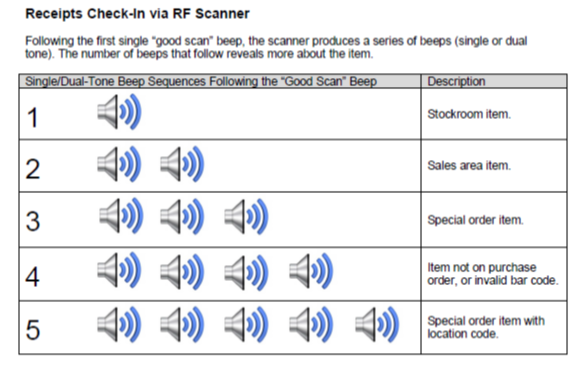 Receipts Check-In via RF Scanner
Following the first single “good scan” beep, the scanner produces a series of beeps (single or dual
tone). The number of beeps that follow reveals more about the item.
Single/Dual-Tone Beep Sequences Following the “Good Scan” Beep Description
1 Stockroom item.
2 Sales area item.
3 Special order item.
4 Item not on purchase
order, or invalid bar code.
5 Special order item with
location code.